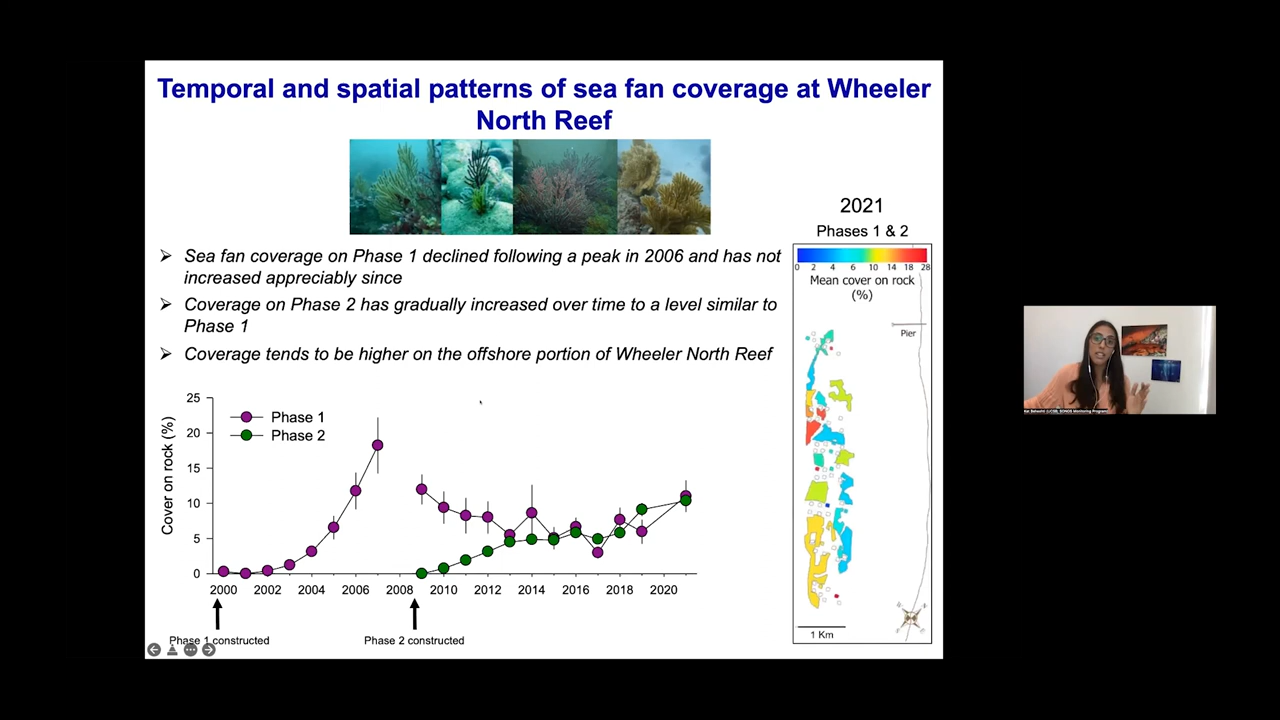 Temporal and spatial patterns of sea fan coverage at Wheeler
North Reef
Sea fan coverage on Phase 1 declined following a peak in 2006 and has not
increased appreciably since
Coverage on Phase 2 has gradually increased over time to a level similar to
Phase 1
Coverage tends to be higher on the offshore portion of Wheeler North Reef
25
20
15
10
5
0
Cover on rock (%)
Phase 1
Phase 2
2000 2002 2004 2006 2008 2010 2012 2014 2016 2018 2020
Phase 1 constructed
Phase 2 constructed
2021
Phases 1 & 2
0 2 4 6 10 14 18 28
Mean cover on rock
(%)
Pier
1 Km
(UCSB, SONGS Monitoring Program)